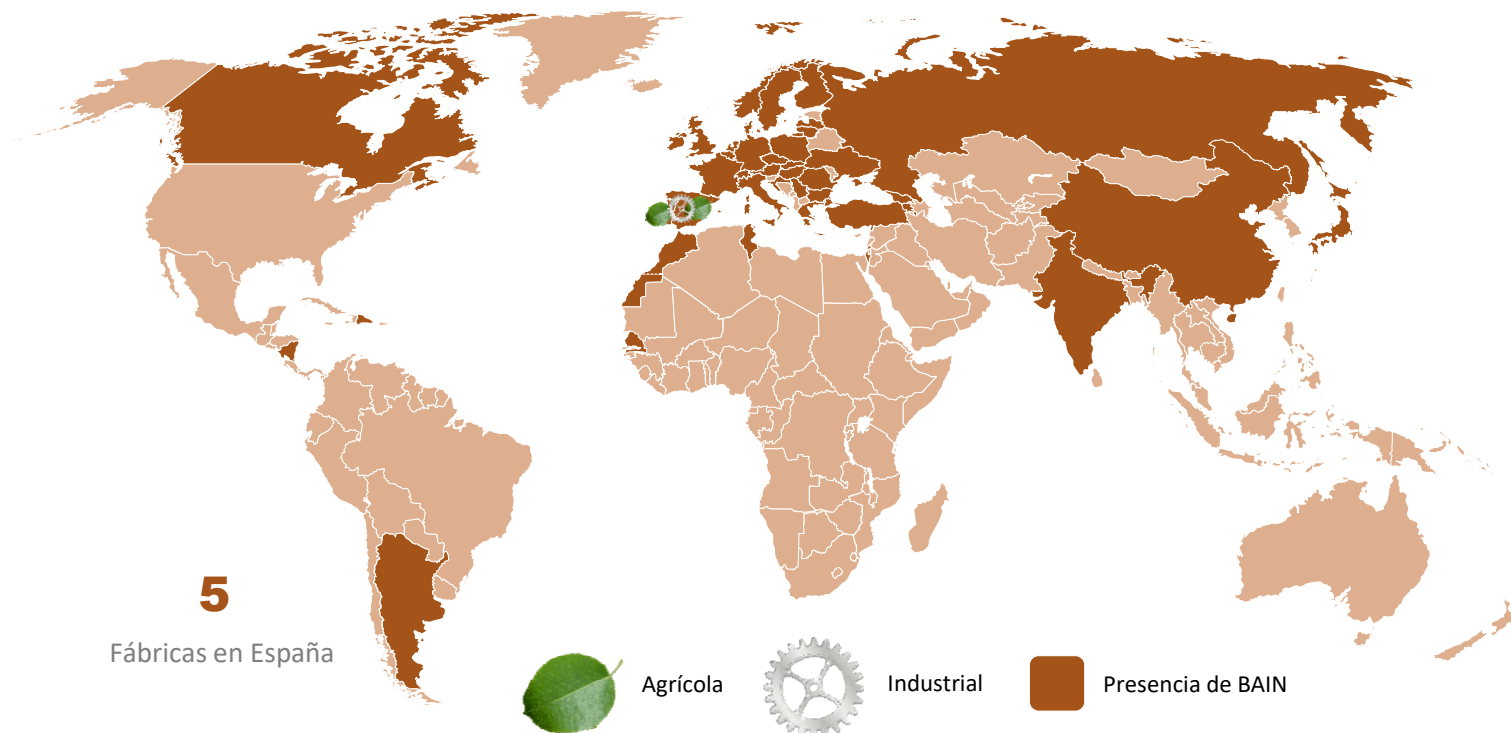 5
Fábricas en España
Agrícola
Industrial
Presencia de BAIN